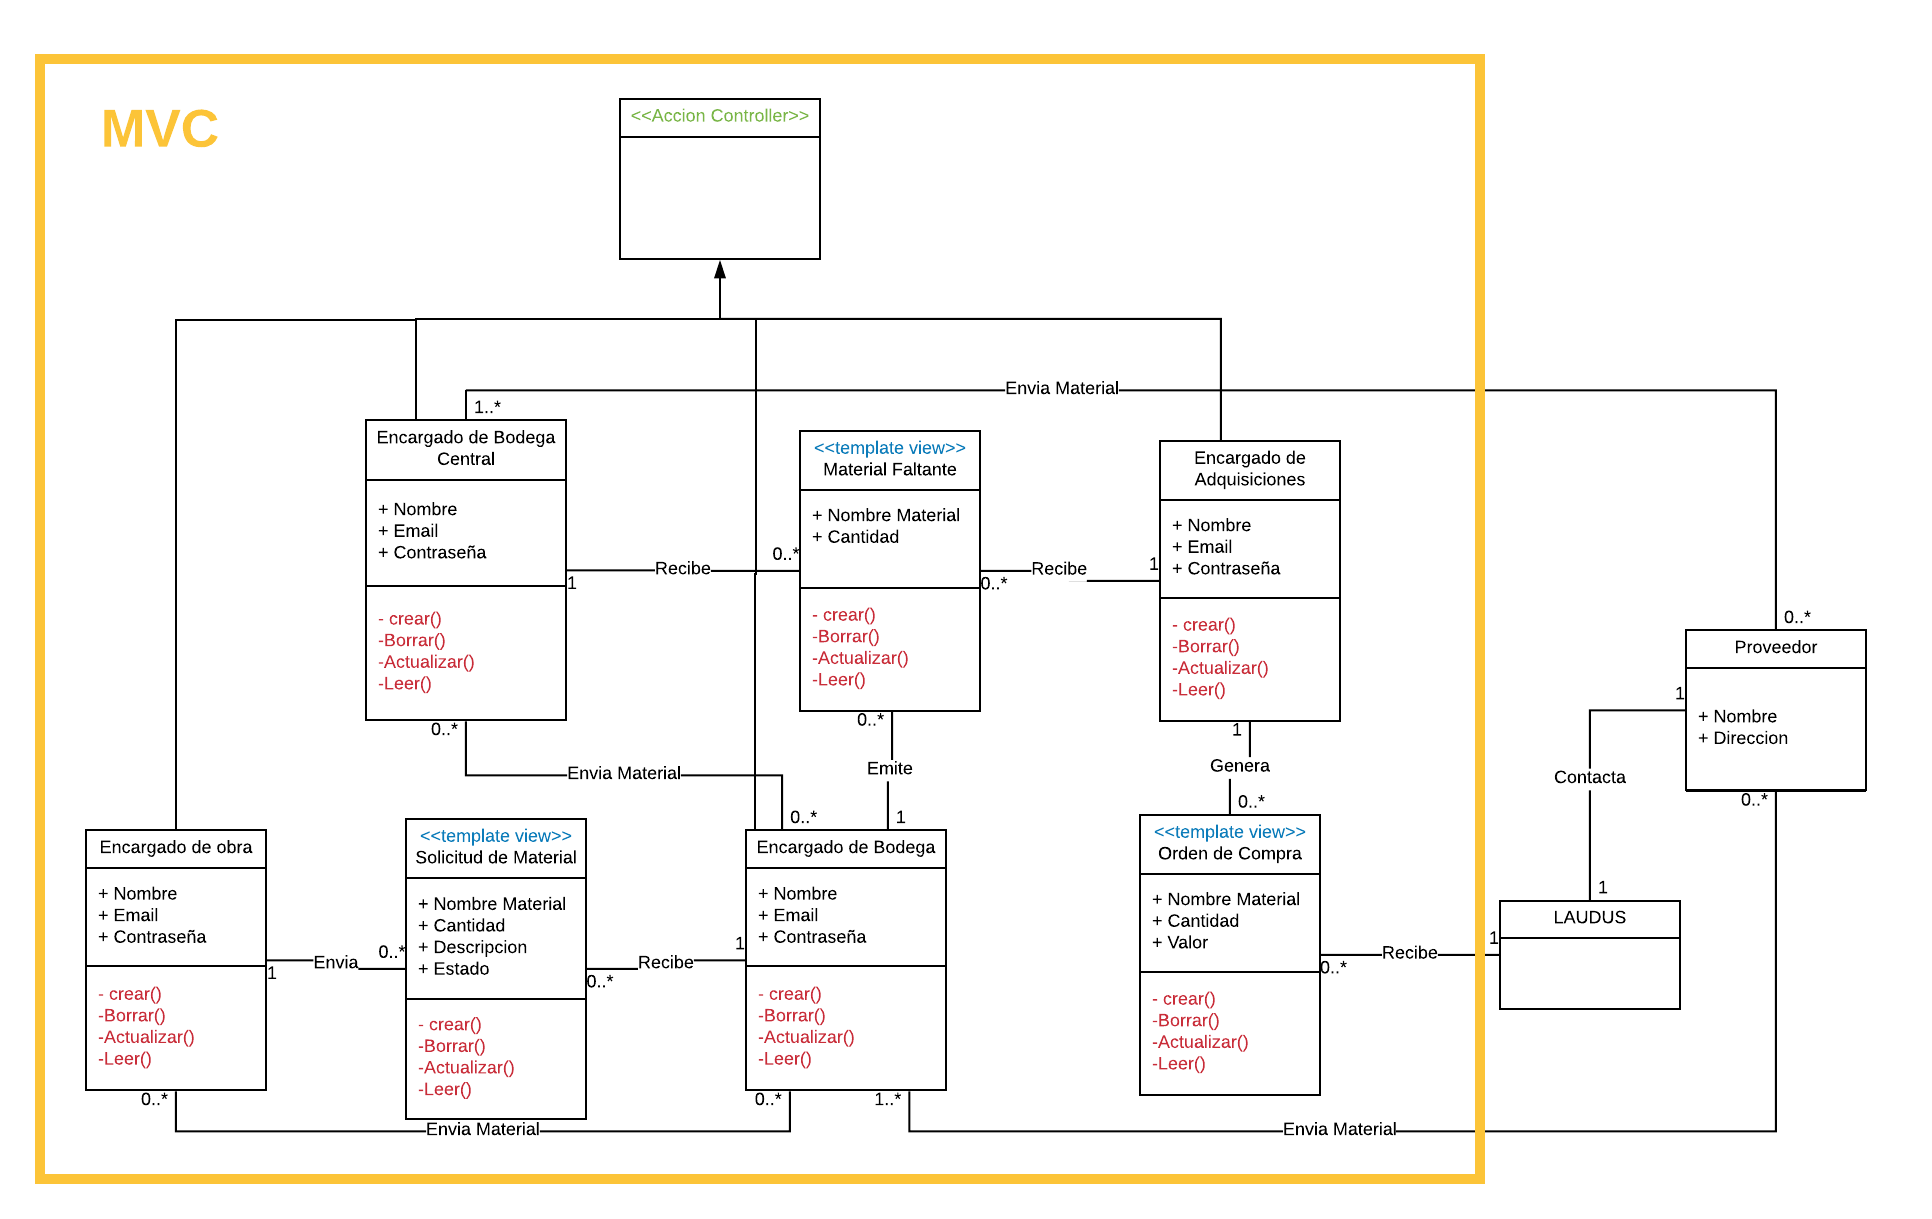 MVC
<<Accion Controller>>
Envia Material
1..*
Encargado de Bodega
Central
+ Nombre
+ Email
+ Contraseña
- crear()
-Borrar()
-Actualizar()
-Leer()
1
Recibe
0..*
<<template view>>
Material Faltante
+ Nombre Material
+ Cantidad
- crear()
-Borrar()
-Actualizar()
-Leer()
0..*
Recibe
1
Encargado de
Adquisiciones
+ Nombre
+ Email
+ Contraseña
- crear()
-Borrar()
-Actualizar()
-Leer()
0..*
Proveedor
+ Nombre
+ Direccion
1
0..*
Contacta
1
0..*
Envia Material
0..*
0..*
Emite
1
1
Genera
0..*
Encargado de obra
+ Nombre
+ Email
+ Contraseña
- crear()
-Borrar()
-Actualizar()
-Leer()
1
Envia
0..*
<<template view>>
Solicitud de Material
+ Nombre Material
+ Cantidad
+ Descripcion
+ Estado
- crear()
-Borrar()
-Actualizar()
-Leer()
0..*
Recibe
1
Encargado de Bodega
+ Nombre
+ Email
+ Contraseña
- crear()
-Borrar()
-Actualizar()
-Leer()
<<template view>>
Orden de Compra
+ Nombre Material
+ Cantidad
+ Valor
- crear()
-Borrar()
-Actualizar()
-Leer()
0..*
Recibe
1
LAUDUS
0..*
Envia Material
0..*
1..*
Envia Material